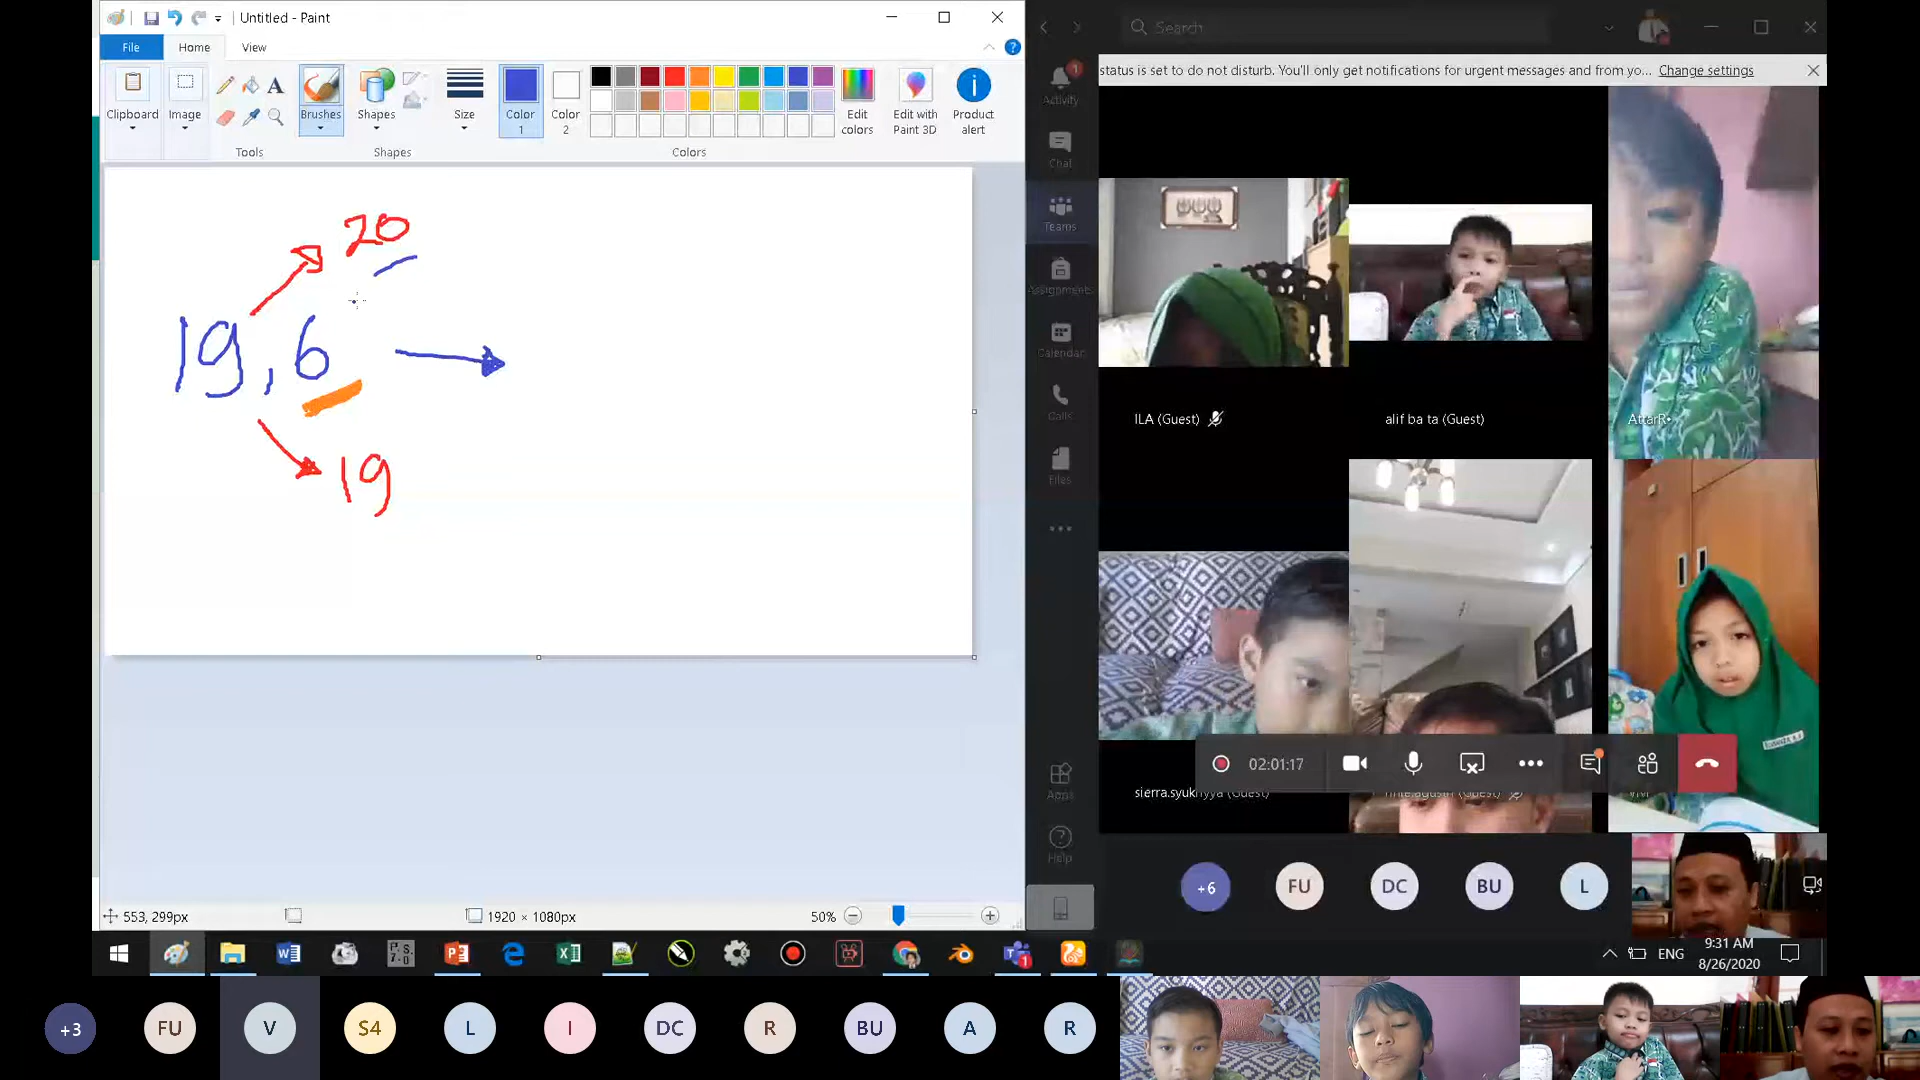 Untitled - Paint
File
Home
View
Clipboard
Image
Tools
Brushes
Shapes
Shapes
Size
Color 1
Color 2
Edit colors
Edit with Paint 3D
Product alert
Colors
20
19,6
19
553, 299px
1920 × 1080px
50%
Search
status is set to do not disturb. You'll only get notifications for urgent messages and from yo...
Change settings
1
Activity
Chat
Teams
Assignments
Calendar
Calls
Files
Apps
Help
ILA (Guest)
alif ba ta (Guest)
AttarR
02:01:17
(Guest)
(Guest)
+6
FU
DC
BU
L
ENG
9:31 AM
8/26/2020
+3
FU
V
S4
L
I
DC
R
BU
A
R